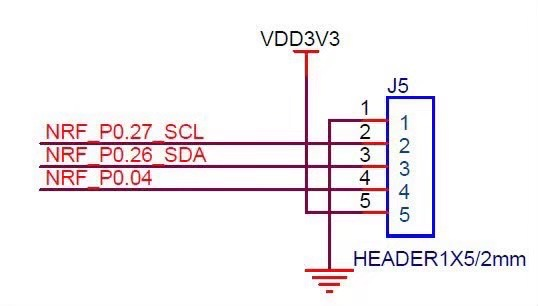 VDD3V3
J5
1 1
NRF_P0.27_SCL 2 2
NRF_P0.26_SDA 3 3
NRF_P0.04 4 4
5 5
HEADER1X5/2mm